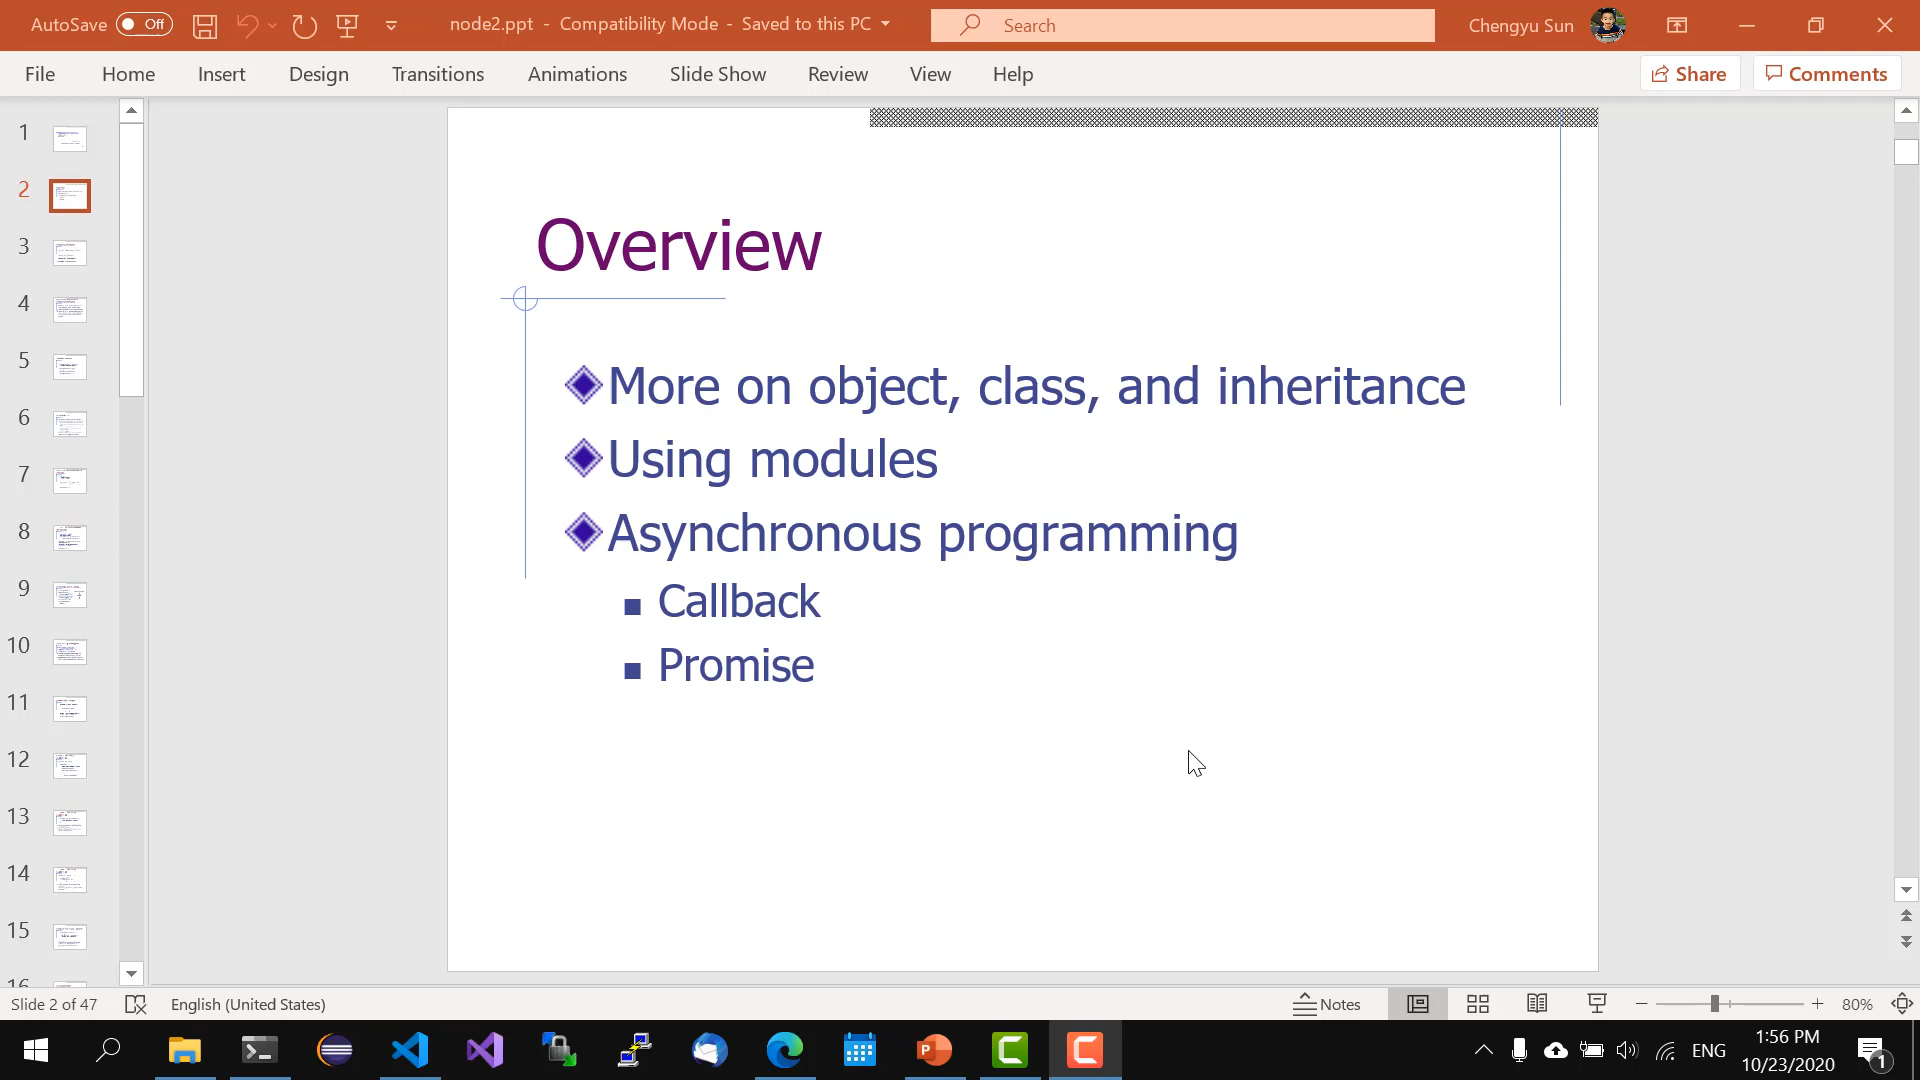 AutoSave Off node2.ppt - Compatibility Mode - Saved to this PC Search Chengyu Sun
File Home Insert Design Transitions Animations Slide Show Review View Help Share Comments
1
2
3
4
5
6
7
8
9
10
11
12
13
14
15
16
Overview
More on object, class, and inheritance
Using modules
Asynchronous programming
Callback
Promise
Slide 2 of 47 English (United States) Notes 80%
ENG 1:56 PM
10/23/2020 1